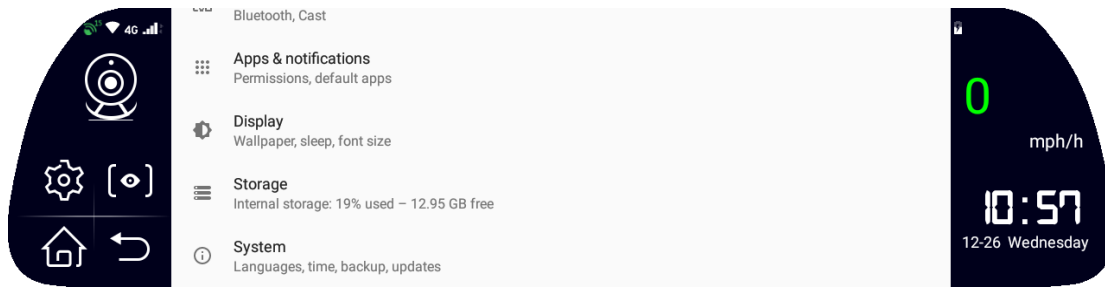 15
4G
Bluetooth, Cast
Apps & notifications
Permissions, default apps
Display
Wallpaper, sleep, font size
Storage
Internal storage: 19% used – 12.95 GB free
System
Languages, time, backup, updates
0
mph/h
10:57
12-26 Wednesday